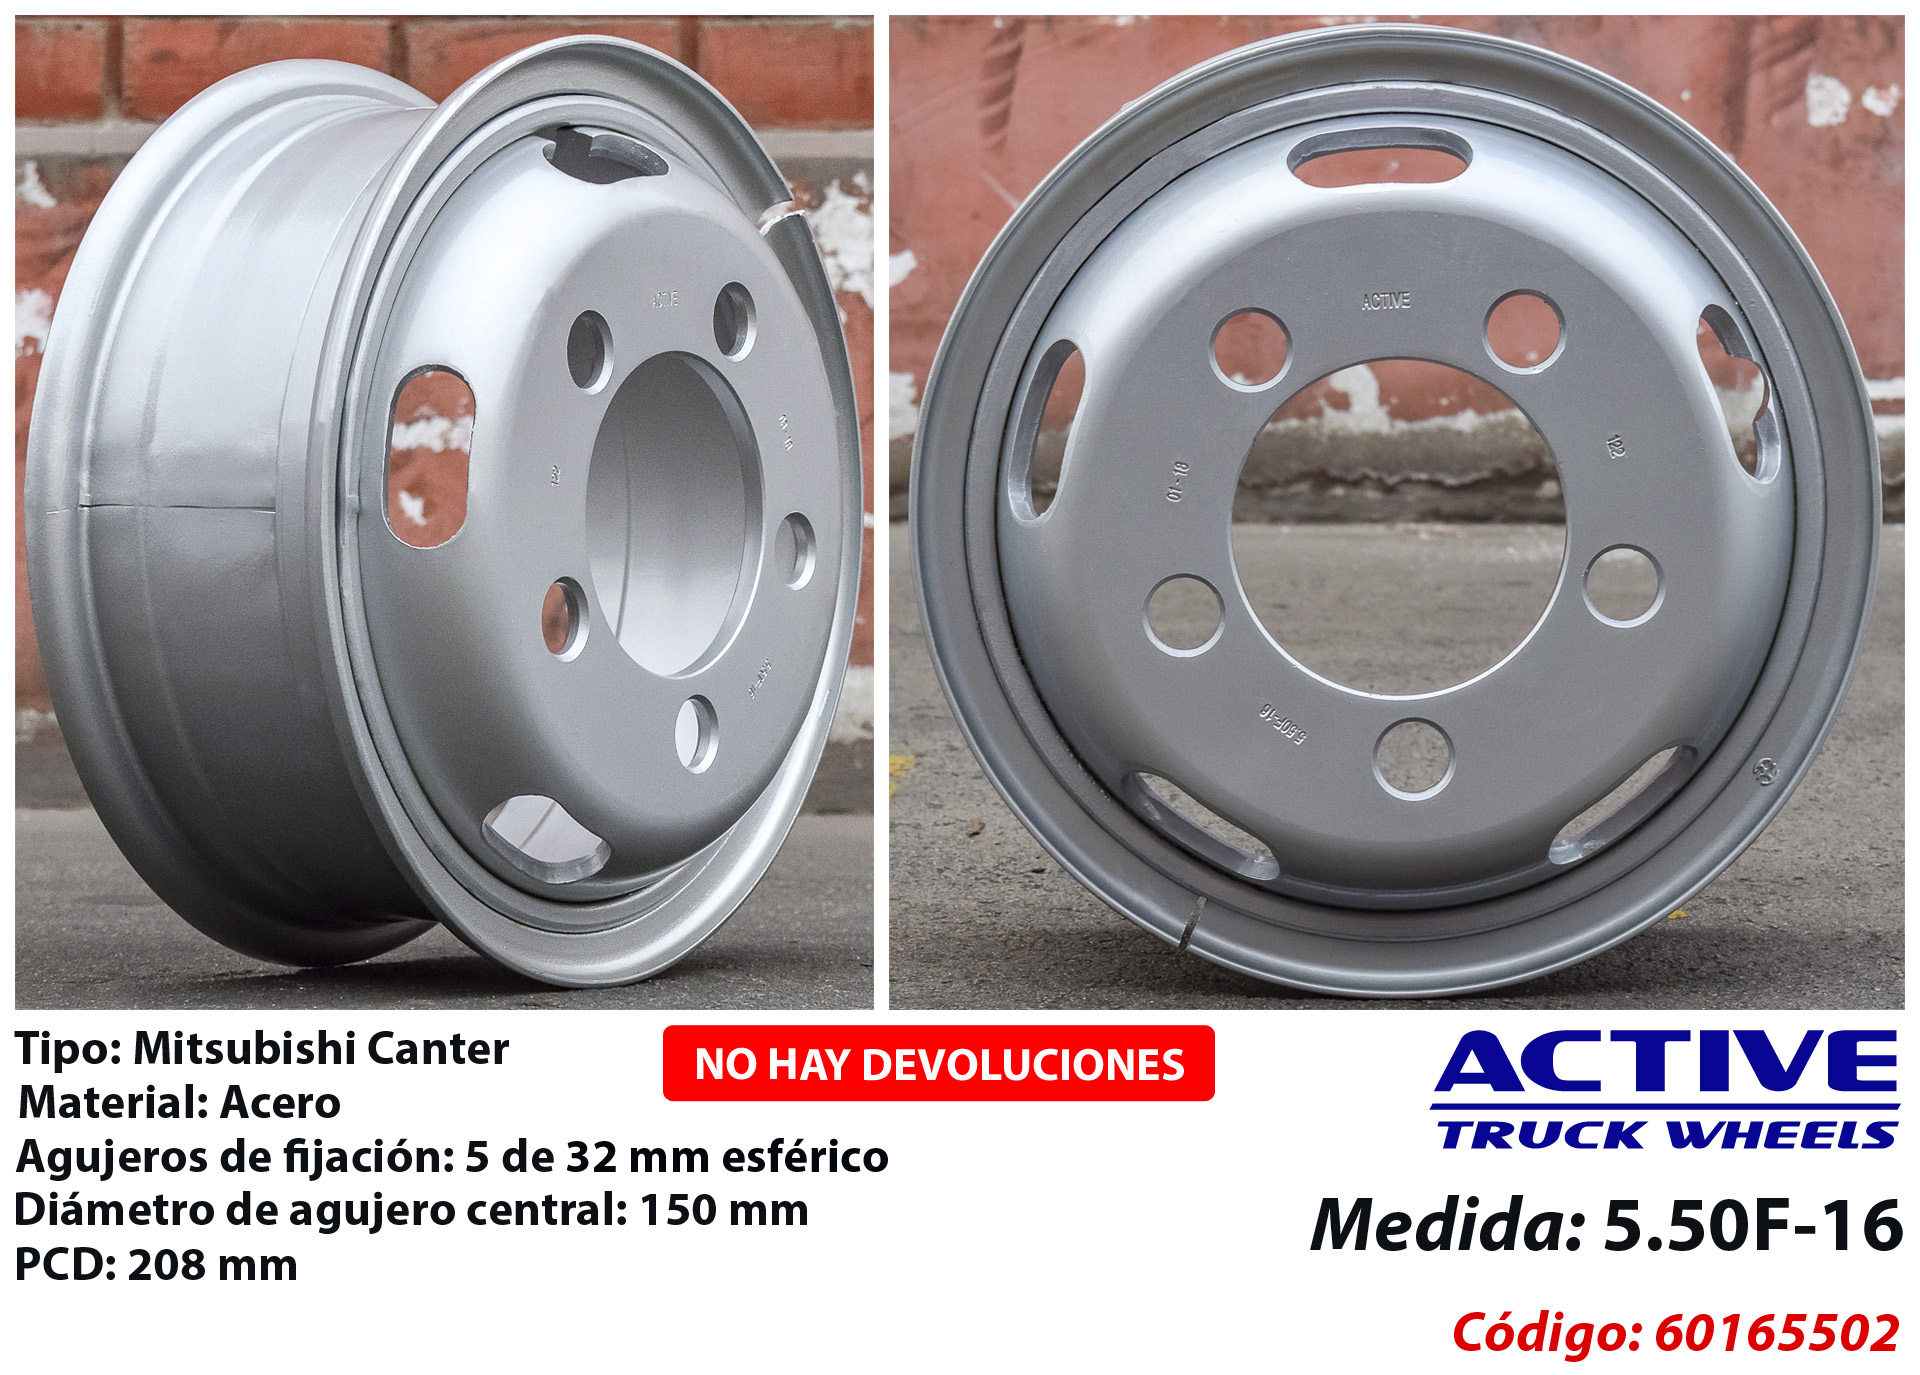 ACTIVE
ACTIVE
01-18
122
5.50F-16
Tipo: Mitsubishi Canter
Material: Acero
Agujeros de fijación: 5 de 32 mm esférico
Diámetro de agujero central: 150 mm
PCD: 208 mm
NO HAY DEVOLUCIONES
ACTIVE
TRUCK WHEELS
Medida: 5.50F-16
Código: 60165502